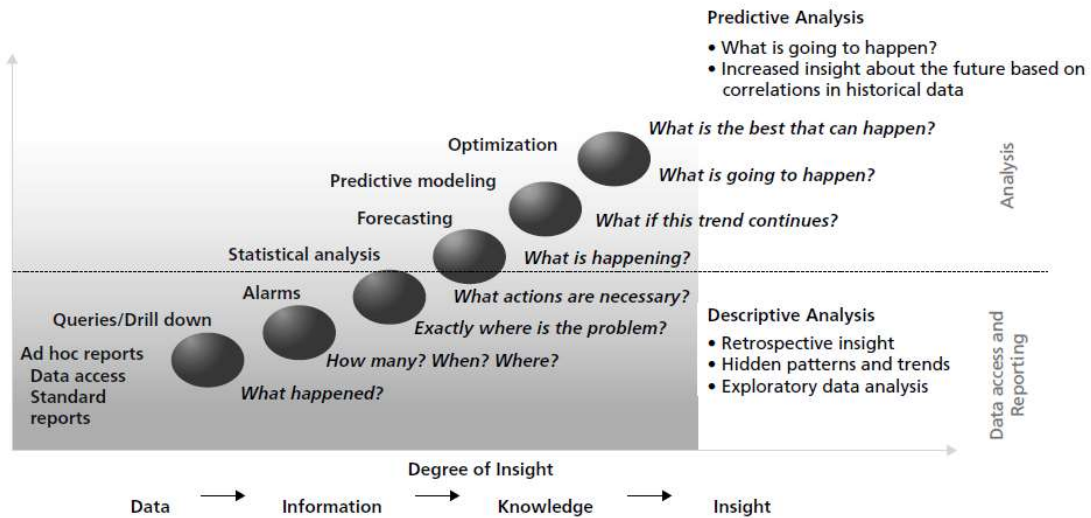 Predictive Analysis
• What is going to happen?
• Increased insight about the future based on
correlations in historical data
What is the best that can happen?
Optimization
What is going to happen?
Predictive modeling
What if this trend continues?
Forecasting
What is happening?
Statistical analysis
What actions are necessary?
Alarms
Exactly where is the problem?
Queries/Drill down
How many? When? Where?
Ad hoc reports
Data access
Standard
reports
What happened?
Descriptive Analysis
• Retrospective insight
• Hidden patterns and trends
• Exploratory data analysis
Analysis
Data access and
Reporting
Degree of Insight
Data → Information → Knowledge → Insight